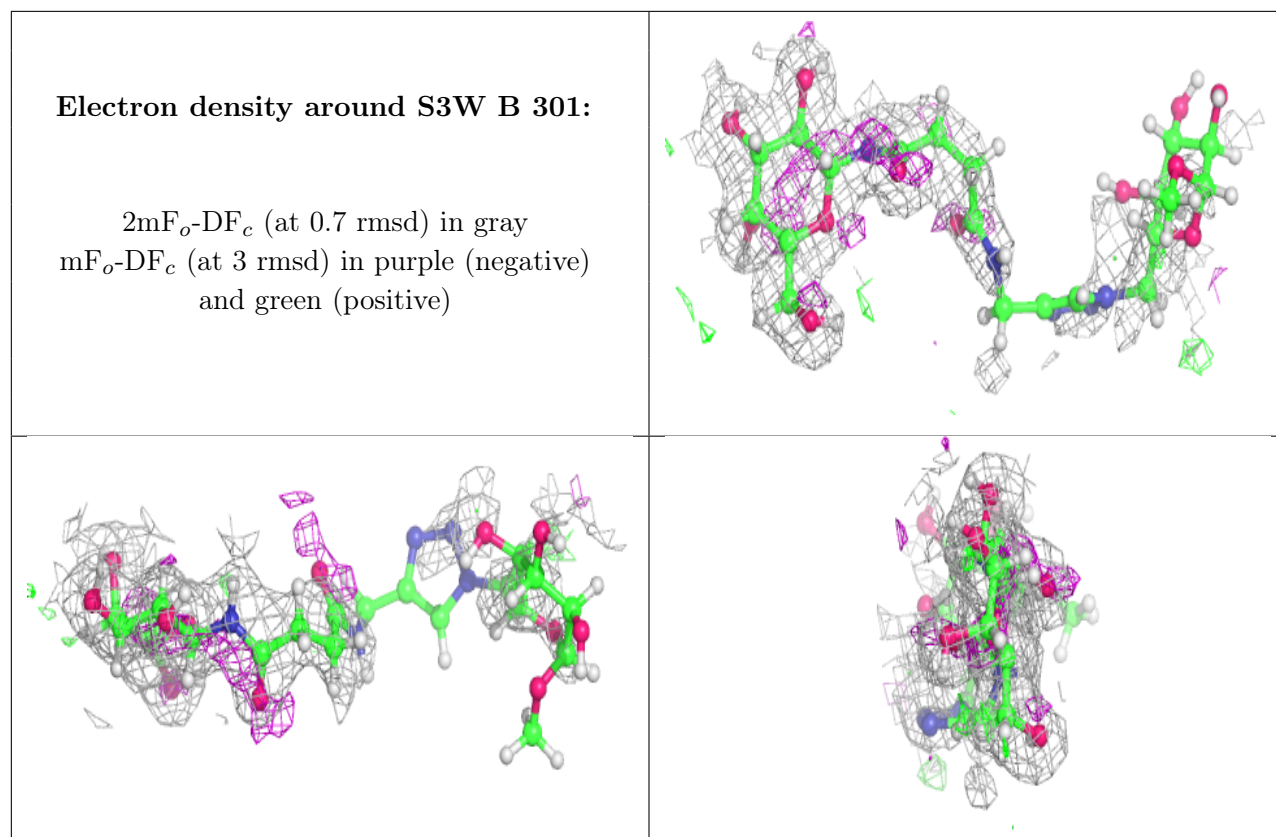 Electron density around S3W B 301:
2mFo-DFc (at 0.7 rmsd) in gray
mFo-DFc (at 3 rmsd) in purple (negative)
and green (positive)